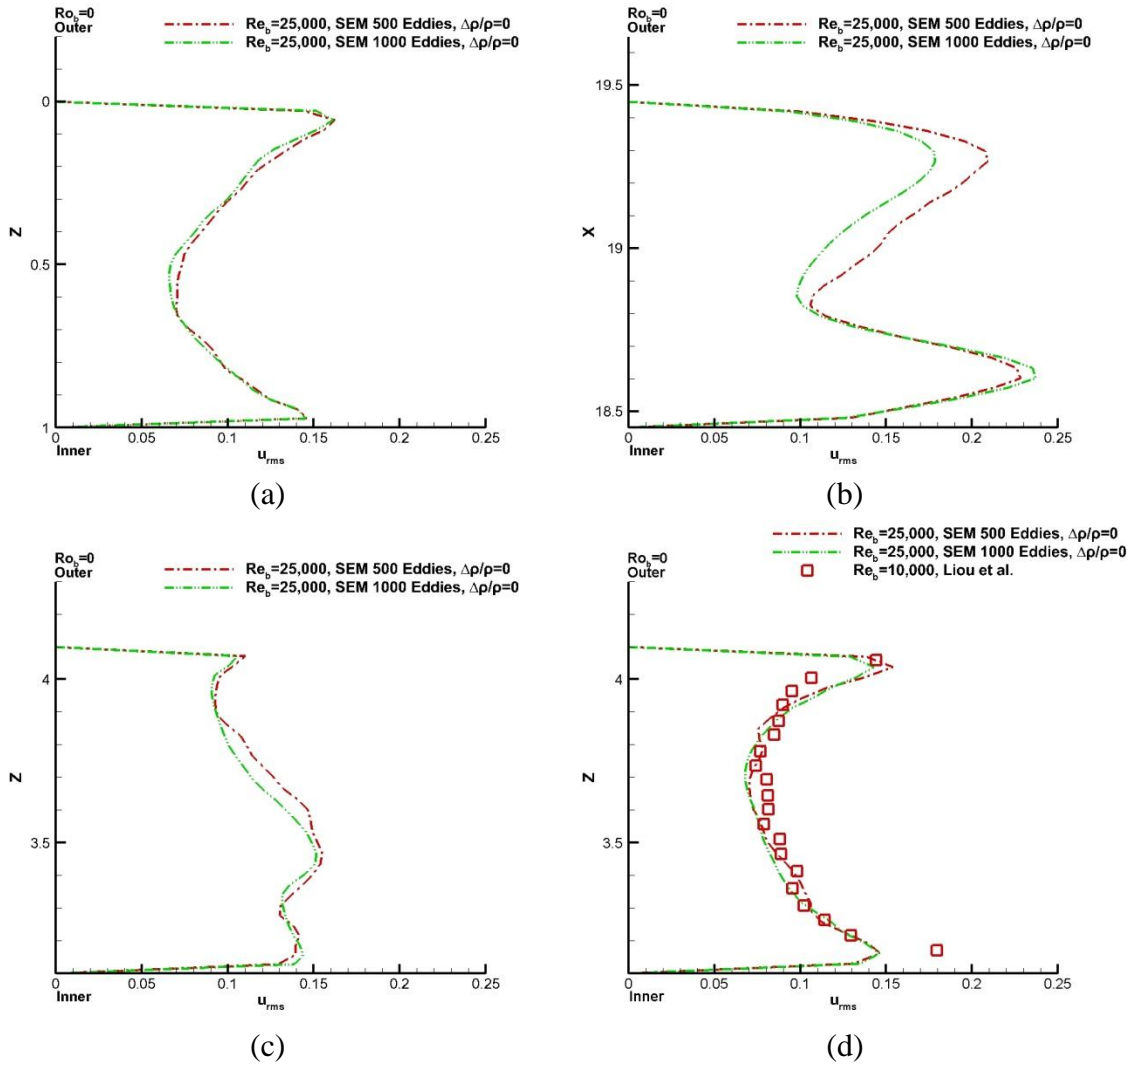 Ro_b=0
Outer
Re_b=25,000, SEM 500 Eddies, Δρ/ρ=0
Re_b=25,000, SEM 1000 Eddies, Δρ/ρ=0
0
0.5
1
Z
0
0.05
0.1
0.15
0.2
0.25
Inner
u_rms
(a)
Ro_b=0
Outer
Re_b=25,000, SEM 500 Eddies, Δρ/ρ=0
Re_b=25,000, SEM 1000 Eddies, Δρ/ρ=0
19.5
19
18.5
X
0
0.05
0.1
0.15
0.2
0.25
Inner
u_rms
(b)
Ro_b=0
Outer
Re_b=25,000, SEM 500 Eddies, Δρ/ρ=0
Re_b=25,000, SEM 1000 Eddies, Δρ/ρ=0
4
3.5
Z
0
0.05
0.1
0.15
0.2
0.25
Inner
u_rms
(c)
Ro_b=0
Outer
Re_b=25,000, SEM 500 Eddies, Δρ/ρ=0
Re_b=25,000, SEM 1000 Eddies, Δρ/ρ=0
Re_b=10,000, Liou et al.
4
3.5
Z
0
0.05
0.1
0.15
0.2
0.25
Inner
u_rms
(d)